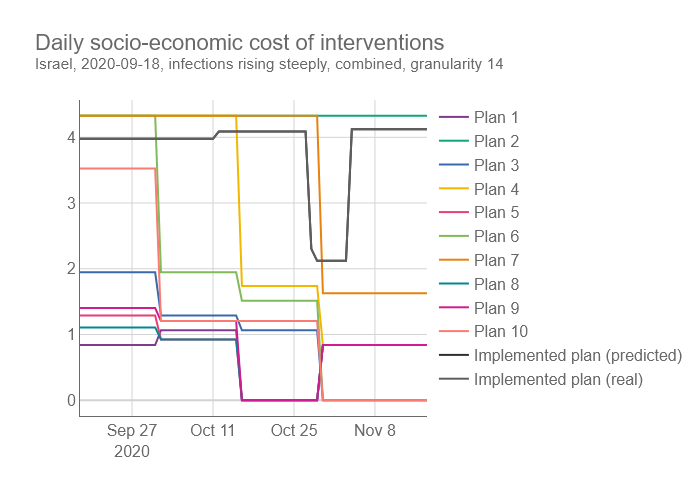 Daily socio-economic cost of interventions
Israel, 2020-09-18, infections rising steeply, combined, granularity 14
4
3
2
1
0
Sep 27
2020
Oct 11
Oct 25
Nov 8
Plan 1
Plan 2
Plan 3
Plan 4
Plan 5
Plan 6
Plan 7
Plan 8
Plan 9
Plan 10
Implemented plan (predicted)
Implemented plan (real)